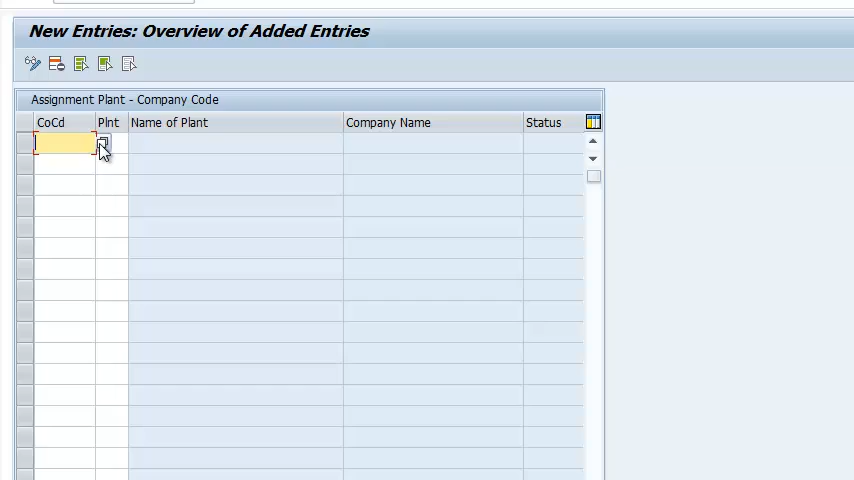 New Entries: Overview of Added Entries
Assignment Plant - Company Code
CoCd Plnt Name of Plant Company Name Status